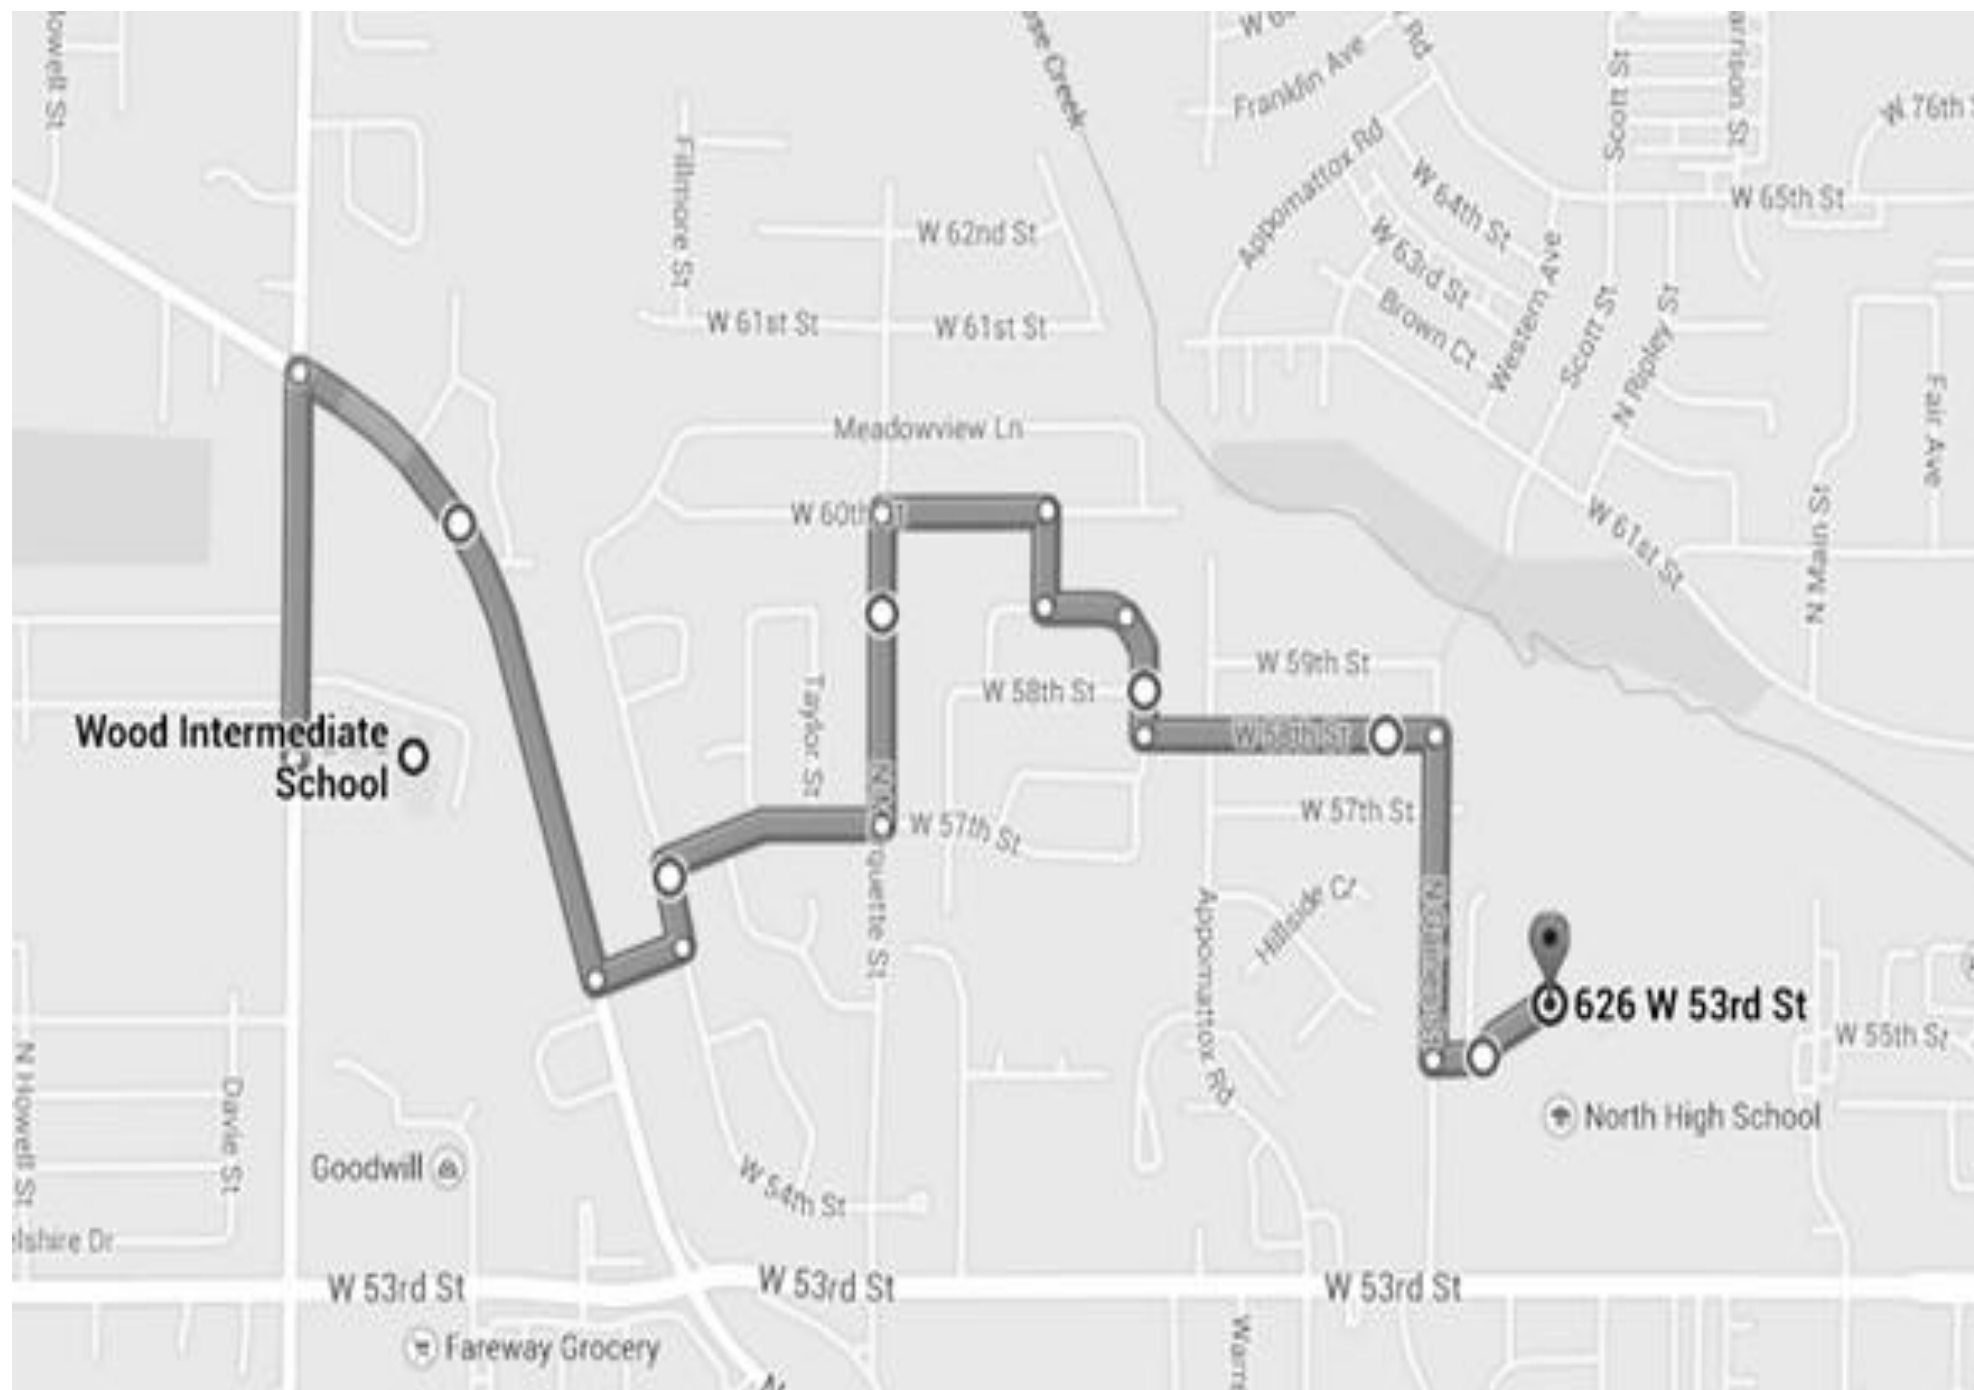 Scott St
W 76th
Franklin Ave
Rd
Creek
Fillmore St
Appomattox Rd
W 64th St
W 65th St
W 62nd St
W 63rd St
Western Ave
Scott St
N Ripley St
Brown Ct
W 61st St
W 61st St
Fair Ave
Meadowview Ln
W 60th
W 61st St
N Main St
W 59th St
W 58th St
Taylor St
W 58th St
Wood Intermediate
School
W 57th St
W 57th St
Appomattox Rd
Hillside Ct
626 W 53rd St
W 55th St
North High School
N Howell St
Davie St
Goodwill
W 54th St
W 53rd St
W 53rd St
W 53rd St
Fareway Grocery